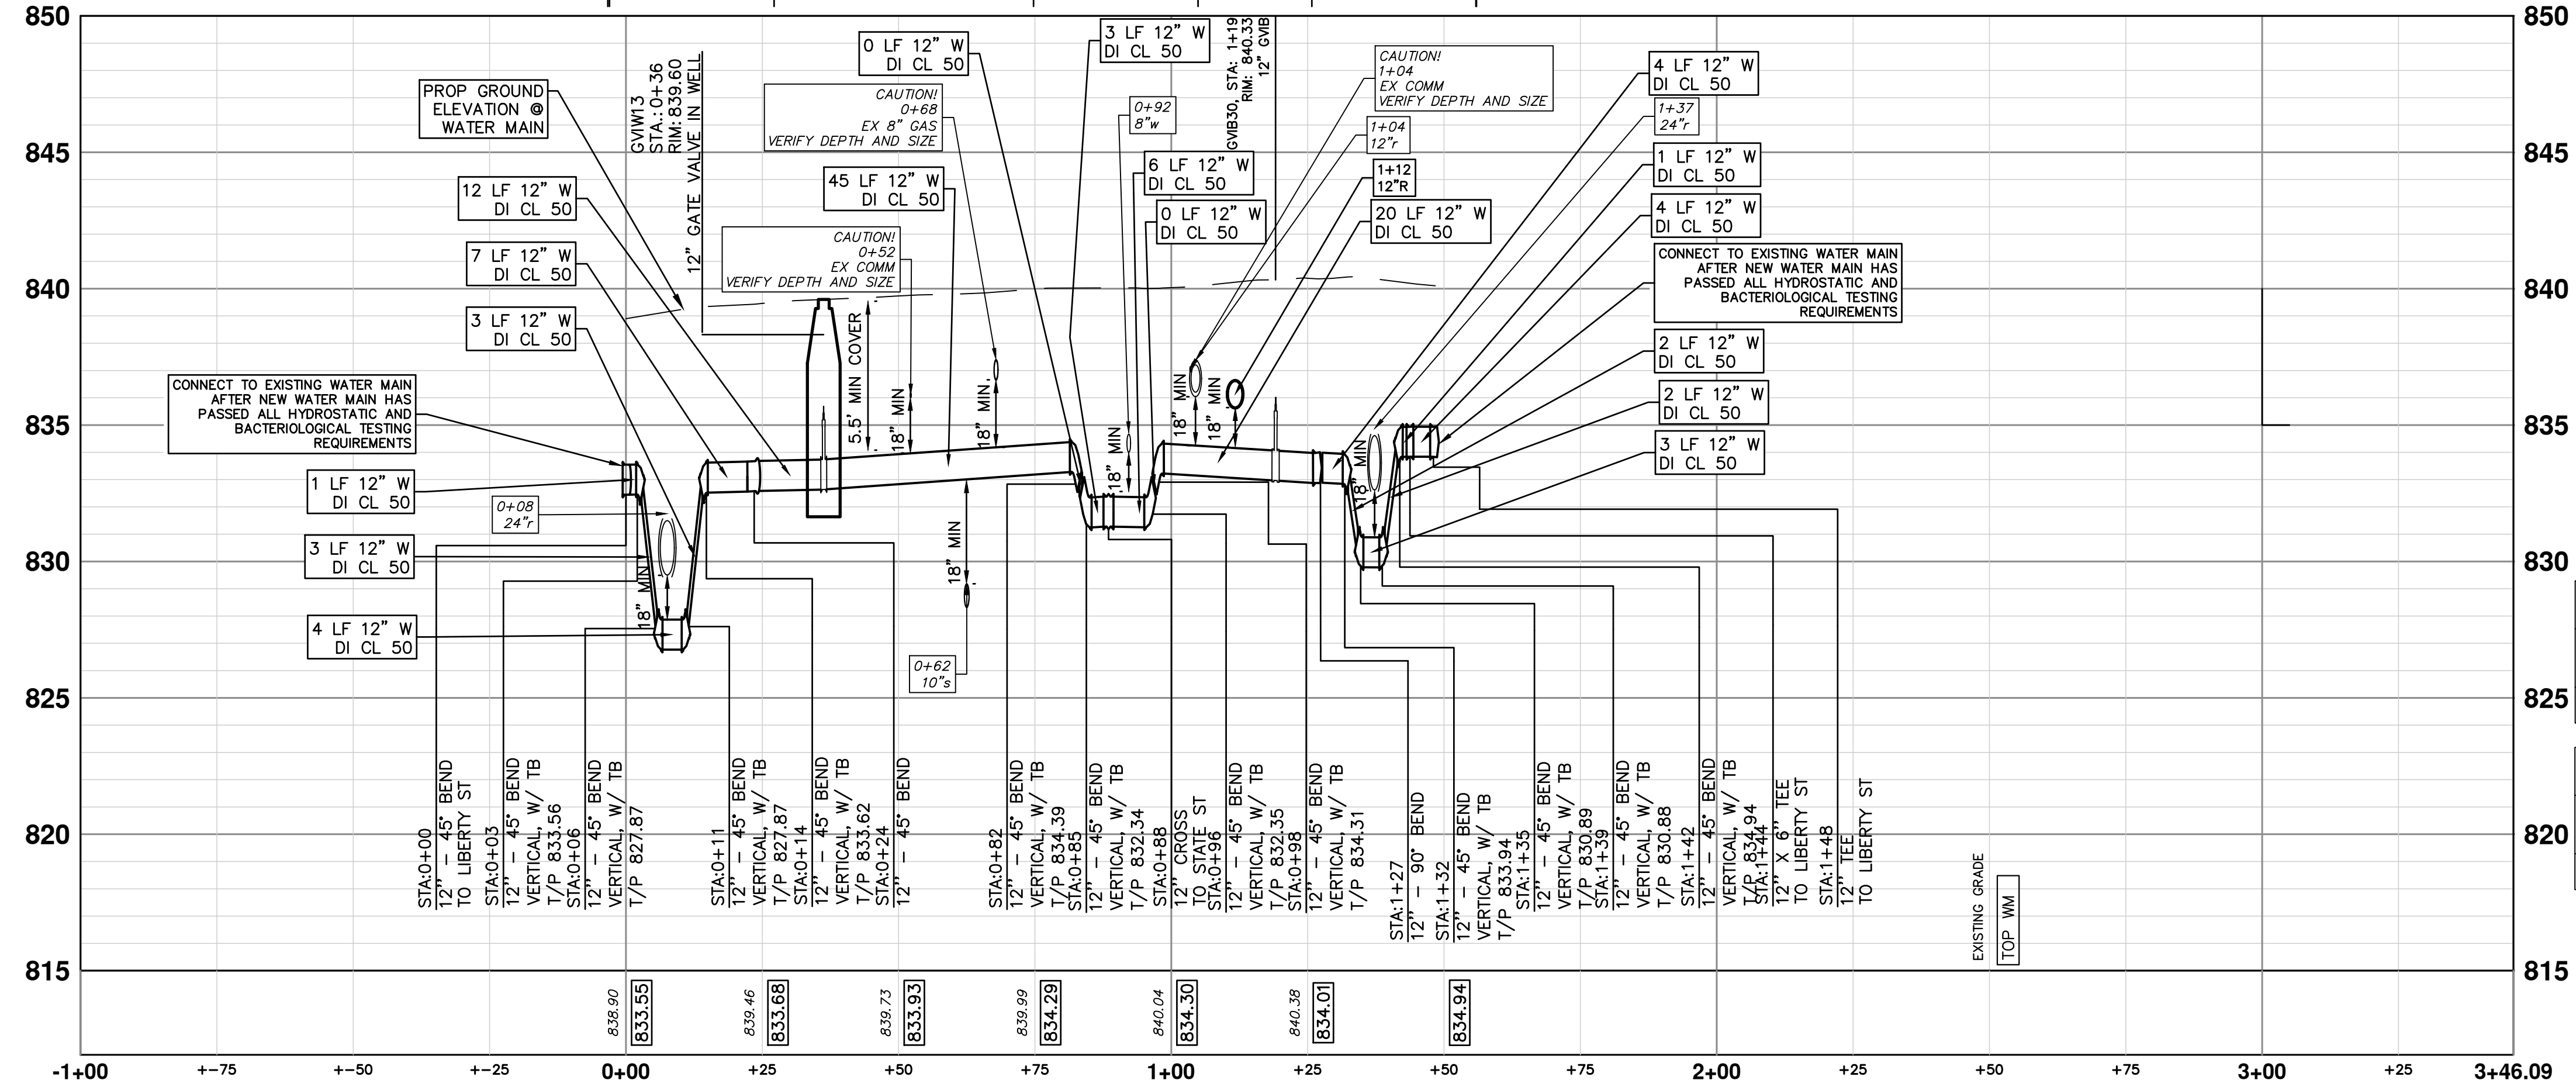 850
845
840
835
830
825
820
815
850
845
840
835
830
825
820
815
PROP GROUND
ELEVATION @
WATER MAIN
12 LF 12" W
DI CL 50
7 LF 12" W
DI CL 50
3 LF 12" W
DI CL 50
CONNECT TO EXISTING WATER MAIN
AFTER NEW WATER MAIN HAS
PASSED ALL HYDROSTATIC AND
BACTERIOLOGICAL TESTING
REQUIREMENTS
1 LF 12" W
DI CL 50
0+08
24"r
3 LF 12" W
DI CL 50
4 LF 12" W
DI CL 50
18" MIN
GVIW13
STA.:0+36
RIM:839.60
12" GATE VALVE IN WELL
0 LF 12" W
DI CL 50
CAUTION!
0+68
EX 8" GAS
VERIFY DEPTH AND SIZE
45 LF 12" W
DI CL 50
CAUTION!
0+52
EX COMM
VERIFY DEPTH AND SIZE
5.5' MIN COVER
18" MIN
18" MIN
18" MIN
0+62
10"s
3 LF 12" W
DI CL 50
0+92
8"w
6 LF 12" W
DI CL 50
0 LF 12" W
DI CL 50
18" MIN
GVIB30, STA: 1+19
RIM: 840.33
12" GVIB
CAUTION!
1+04
EX COMM
VERIFY DEPTH AND SIZE
1+04
12"r
1+12
12"R
20 LF 12" W
DI CL 50
18" MIN
18" MIN
18" MIN
4 LF 12" W
DI CL 50
1+37
24"r
1 LF 12" W
DI CL 50
4 LF 12" W
DI CL 50
CONNECT TO EXISTING WATER MAIN
AFTER NEW WATER MAIN HAS
PASSED ALL HYDROSTATIC AND
BACTERIOLOGICAL TESTING
REQUIREMENTS
2 LF 12" W
DI CL 50
2 LF 12" W
DI CL 50
3 LF 12" W
DI CL 50
STA:0+00
12" – 45° BEND
TO LIBERTY ST
STA:0+03
12" – 45° BEND
VERTICAL, W/ TB
T/P 833.56
STA:0+06
12" – 45° BEND
VERTICAL, W/ TB
T/P 827.87
STA:0+11
12" – 45° BEND
VERTICAL, W/ TB
T/P 827.87
STA:0+14
12" – 45° BEND
VERTICAL, W/ TB
T/P 833.62
STA:0+24
12" – 45° BEND
STA:0+82
12" – 45° BEND
VERTICAL, W/ TB
T/P 834.39
STA:0+85
12" – 45° BEND
VERTICAL, W/ TB
T/P 832.34
STA:0+88
12" CROSS
TO STATE ST
STA:0+96
12" – 45° BEND
VERTICAL, W/ TB
T/P 832.35
STA:0+98
12" – 45° BEND
VERTICAL, W/ TB
T/P 834.31
STA:1+27
12" – 90° BEND
STA:1+32
12" – 45° BEND
VERTICAL, W/ TB
T/P 833.94
STA:1+35
12" – 45° BEND
VERTICAL, W/ TB
T/P 830.89
STA:1+39
12" – 45° BEND
VERTICAL, W/ TB
T/P 830.88
STA:1+42
12" – 45° BEND
VERTICAL, W/ TB
T/P 834.94
STA:1+44
12" X 6" TEE
TO LIBERTY ST
STA:1+48
12" TEE
TO LIBERTY ST
EXISTING GRADE
TOP WM
838.90
833.55
839.46
833.68
839.73
833.93
839.99
834.29
840.04
834.30
840.38
834.01
834.94
-1+00
+-75
+-50
+-25
0+00
+25
+50
+75
1+00
+25
+50
+75
2+00
+25
+50
+75
3+00
+25
3+46.09